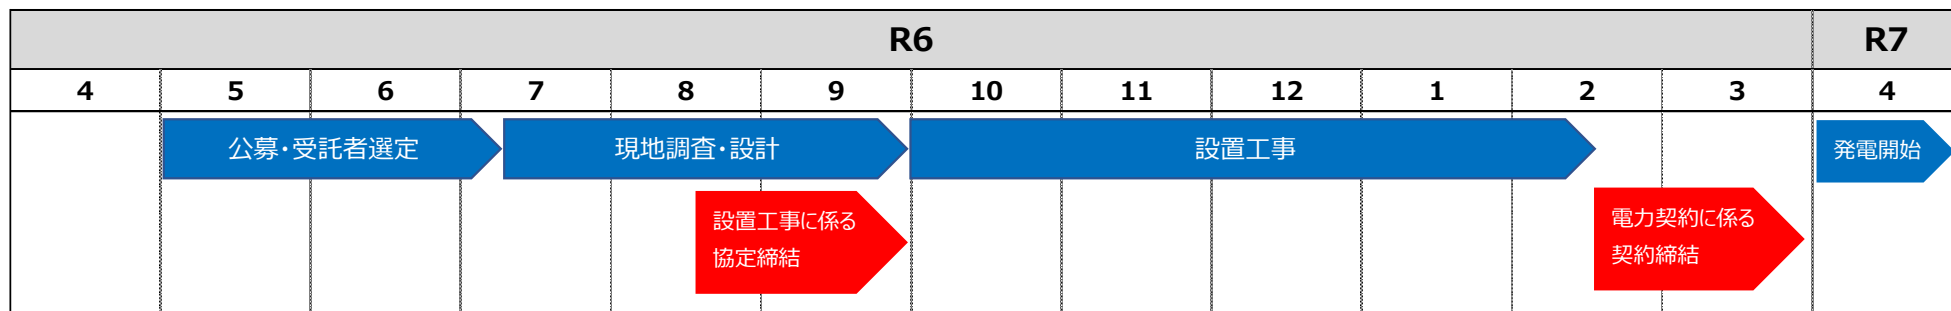 R6 R7
4 5 6 7 8 9 10 11 12 1 2 3 4
公募・受託者選定 現地調査・設計 設置工事 発電開始
設置工事に係る
協定締結
電力契約に係る
契約締結